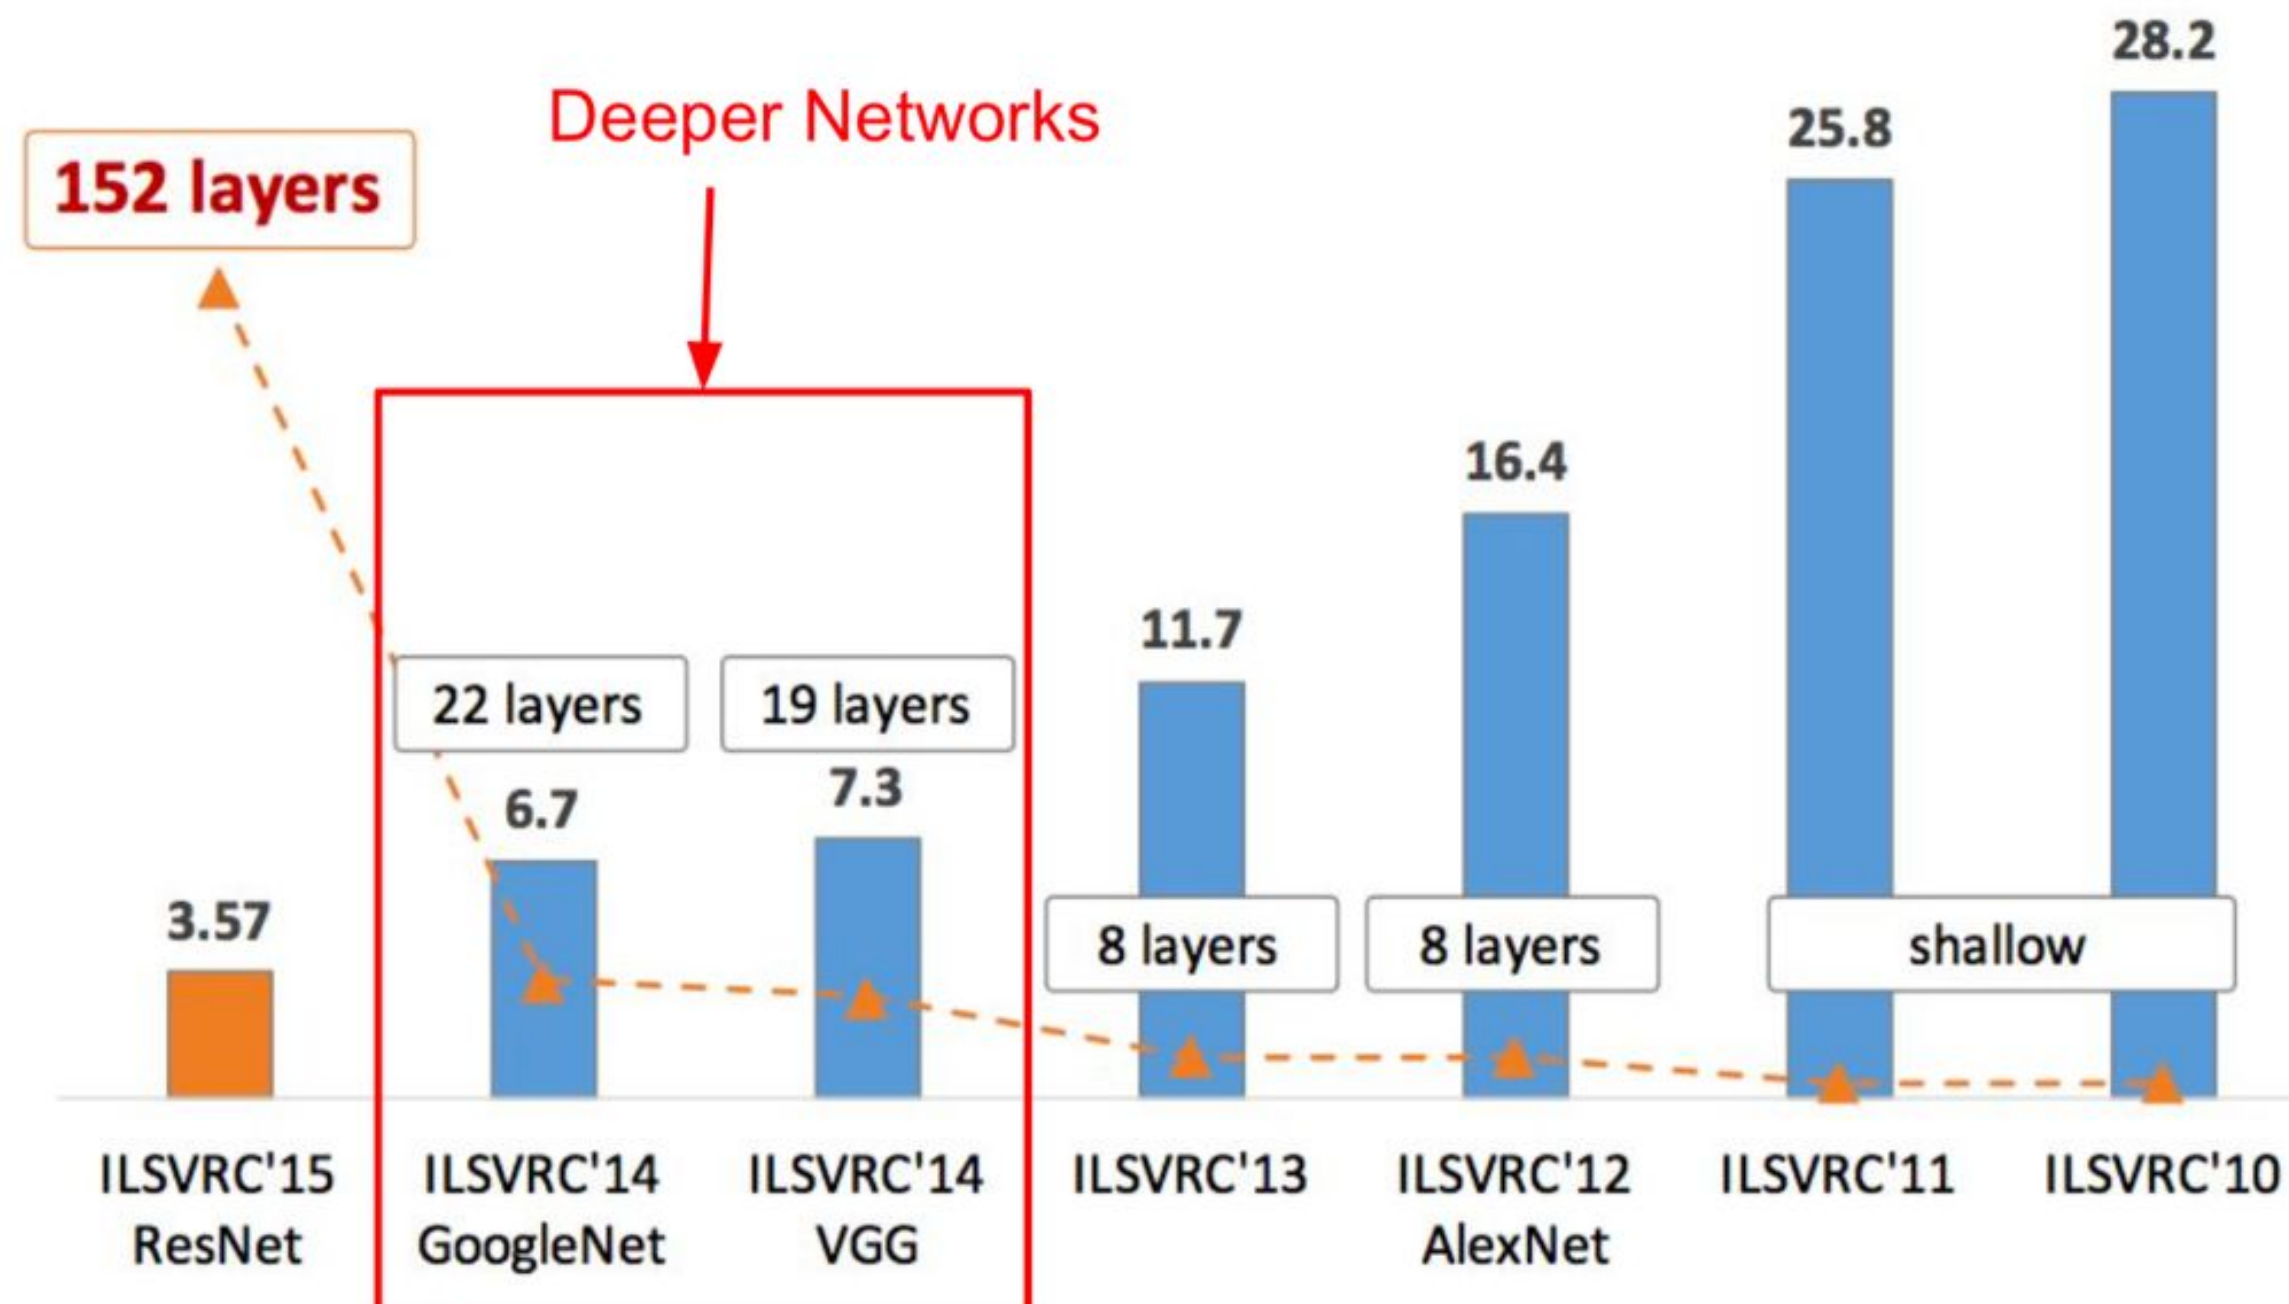 28.2
Deeper Networks
25.8
152 layers
16.4
11.7
22 layers
19 layers
7.3
6.7
3.57
8 layers
8 layers
shallow
ILSVRC'15
ResNet
ILSVRC'14
GoogleNet
ILSVRC'14
VGG
ILSVRC'13
ILSVRC'12
AlexNet
ILSVRC'11
ILSVRC'10